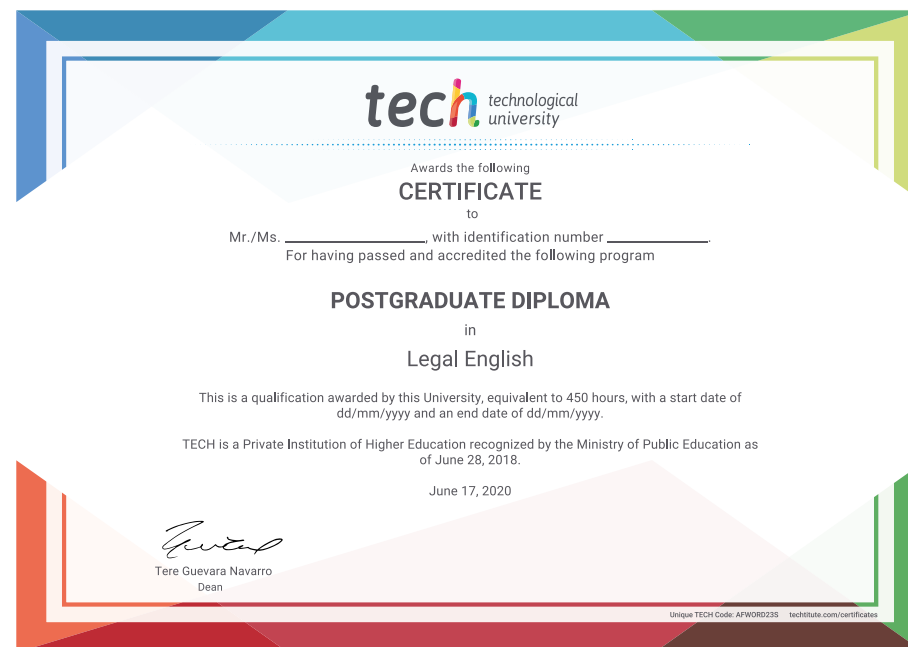 tech technological
university
Awards the following
CERTIFICATE
to
Mr./Ms. ____________________, with identification number ______________.
For having passed and accredited the following program
POSTGRADUATE DIPLOMA
in
Legal English
This is a qualification awarded by this University, equivalent to 450 hours, with a start date of
dd/mm/yyyy and an end date of dd/mm/yyyy.
TECH is a Private Institution of Higher Education recognized by the Ministry of Public Education as
of June 28, 2018.
June 17, 2020
Tere Guevara Navarro
Dean
Unique TECH Code: AFWORD23S techtitute.com/certificates